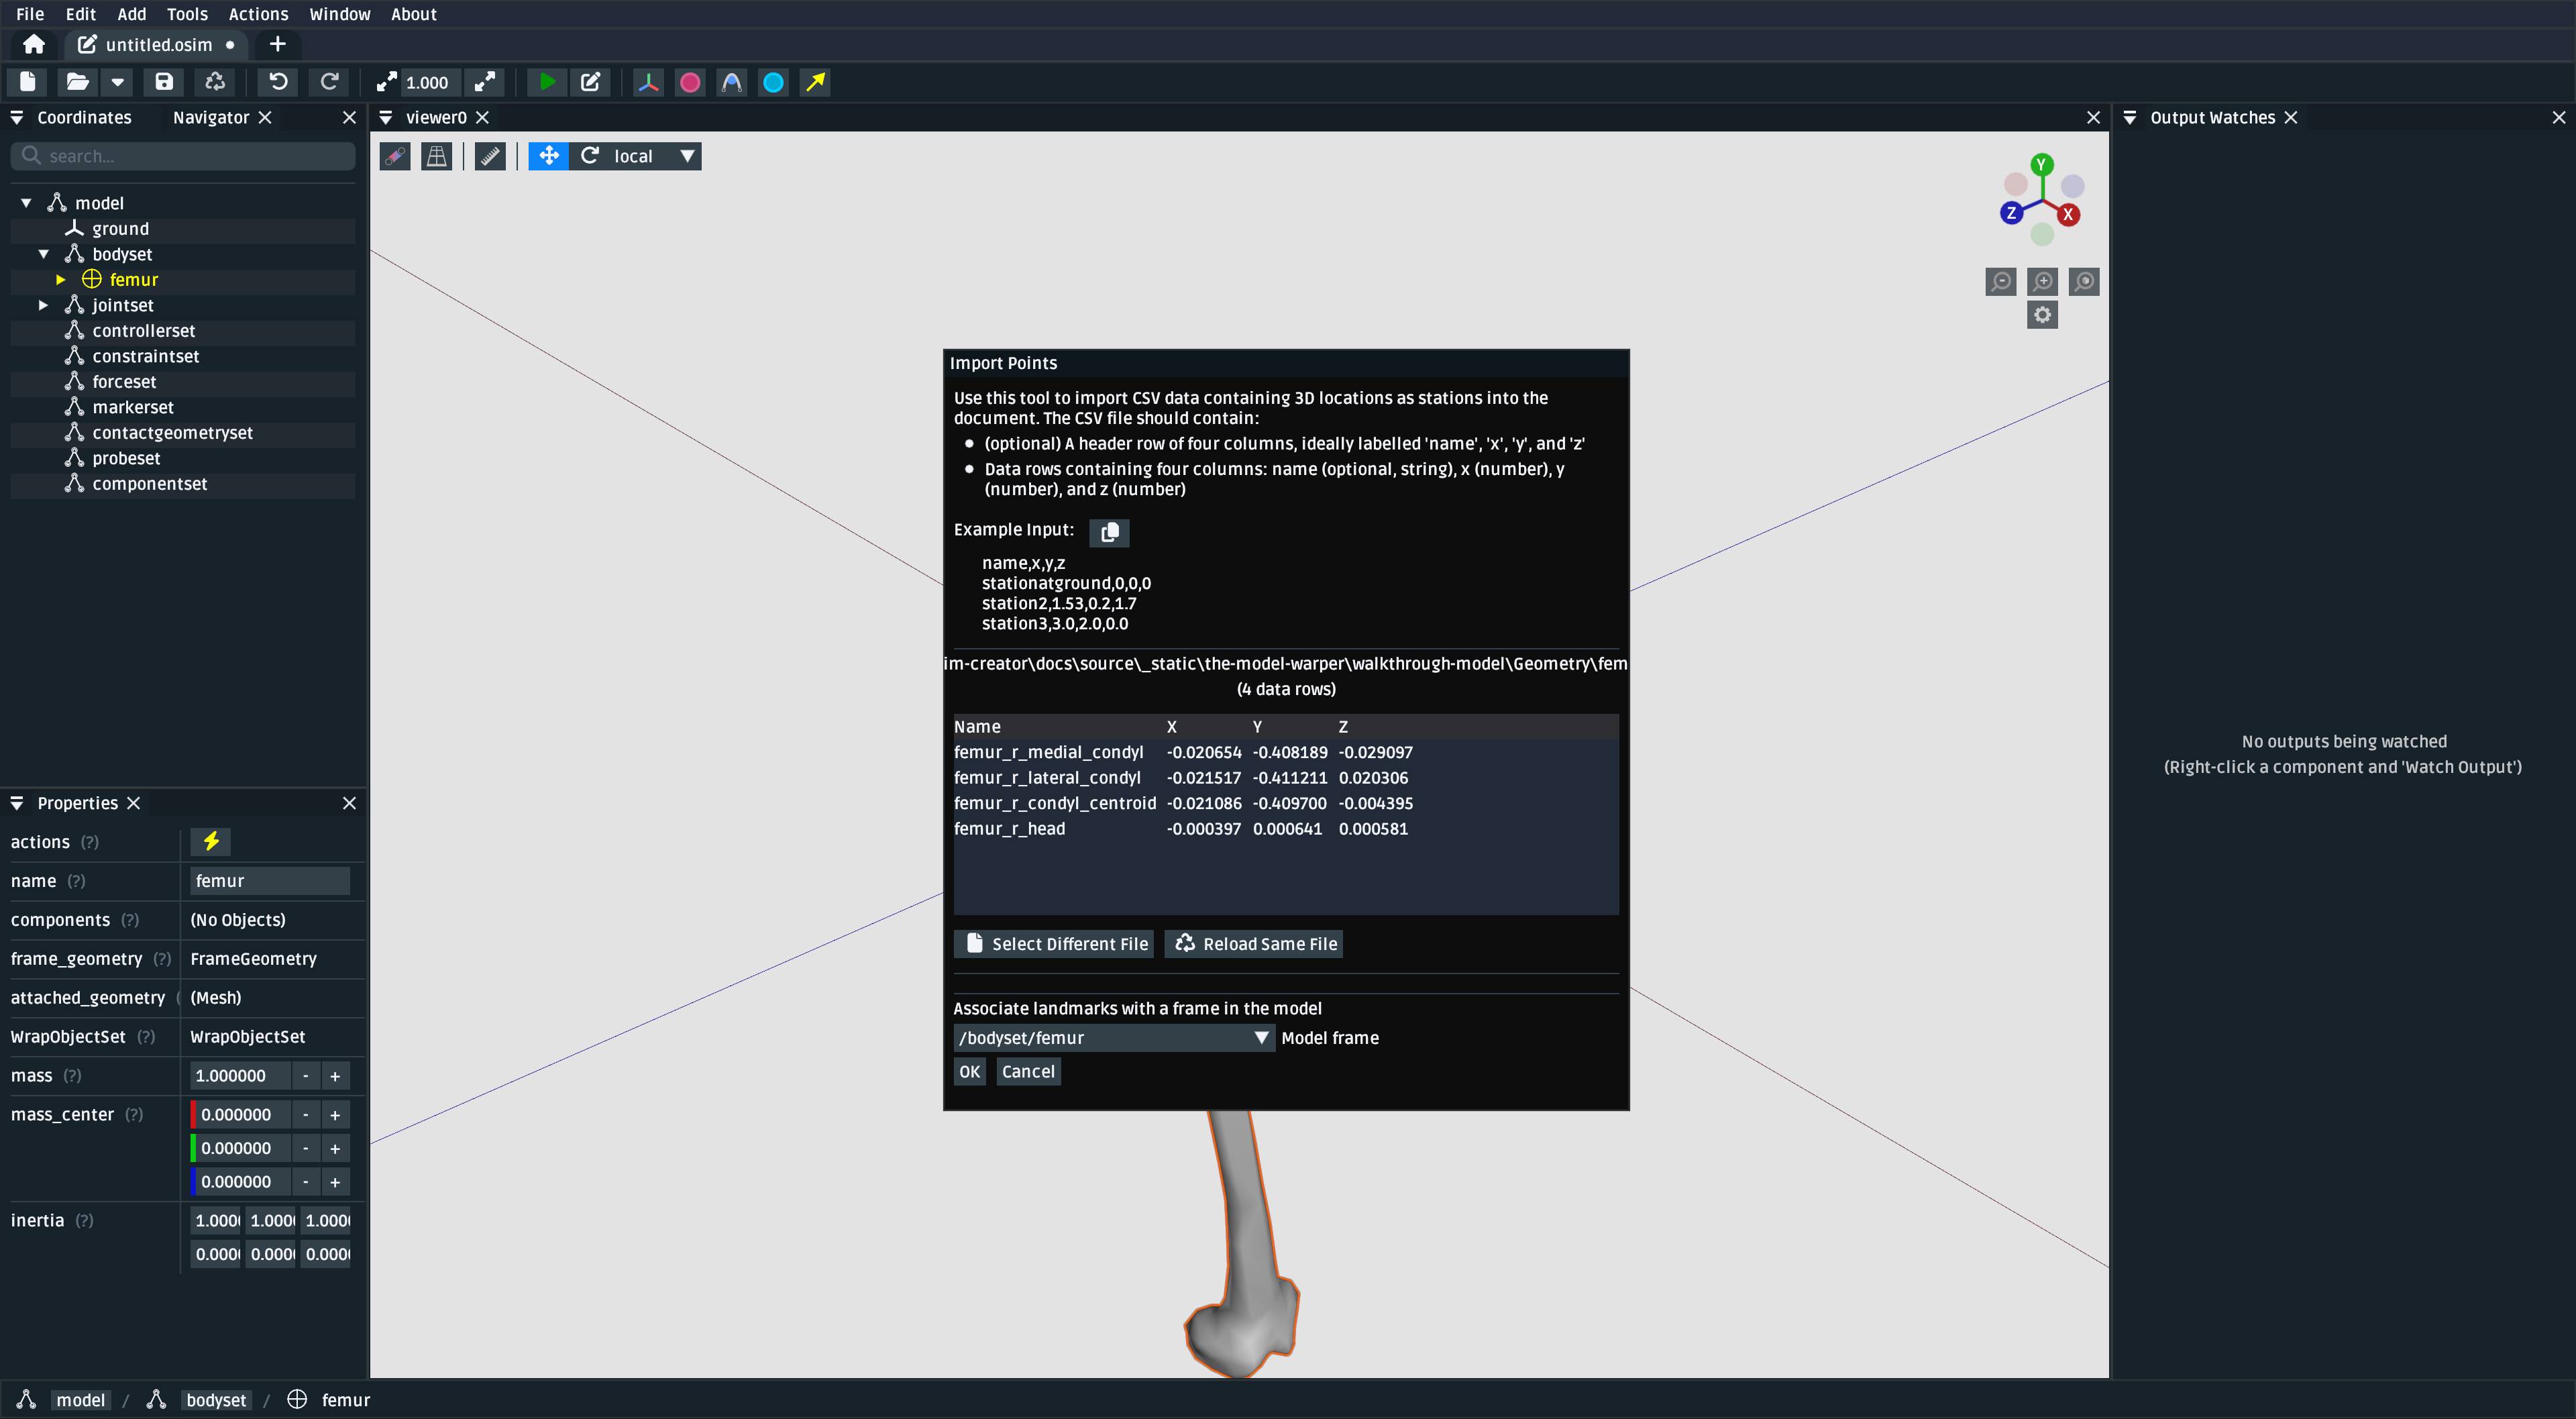 File Edit Add Tools Actions Window About
untitled.osim
1.000
Coordinates Navigator
search...
model
ground
bodyset
femur
jointset
controllerset
constraintset
forceset
markerset
contactgeometryset
probeset
componentset
Properties
actions (?)
name (?) femur
components (?) (No Objects)
frame_geometry (?) FrameGeometry
attached_geometry ( (Mesh)
WrapObjectSet (?) WrapObjectSet
mass (?) 1.000000 - +
mass_center (?) 0.000000 - +
0.000000 - +
0.000000 - +
inertia (?) 1.000 1.000 1.000
0.000 0.000 0.000
viewer0
local
Y
Z X
Import Points
Use this tool to import CSV data containing 3D locations as stations into the
document. The CSV file should contain:
(optional) A header row of four columns, ideally labelled 'name', 'x', 'y', and 'z'
Data rows containing four columns: name (optional, string), x (number), y
(number), and z (number)
Example Input:
name,x,y,z
stationatground,0,0,0
station2,1.53,0.2,1.7
station3,3.0,2.0,0.0
im-creator\docs\source\_static\the-model-warper\walkthrough-model\Geometry\fem
(4 data rows)
Name X Y Z
femur_r_medial_condyl -0.020654 -0.408189 -0.029097
femur_r_lateral_condyl -0.021517 -0.411211 0.020306
femur_r_condyl_centroid -0.021086 -0.409700 -0.004395
femur_r_head -0.000397 0.000641 0.000581
Select Different File Reload Same File
Associate landmarks with a frame in the model
/bodyset/femur Model frame
OK Cancel
Output Watches
No outputs being watched
(Right-click a component and 'Watch Output')
model / bodyset / femur